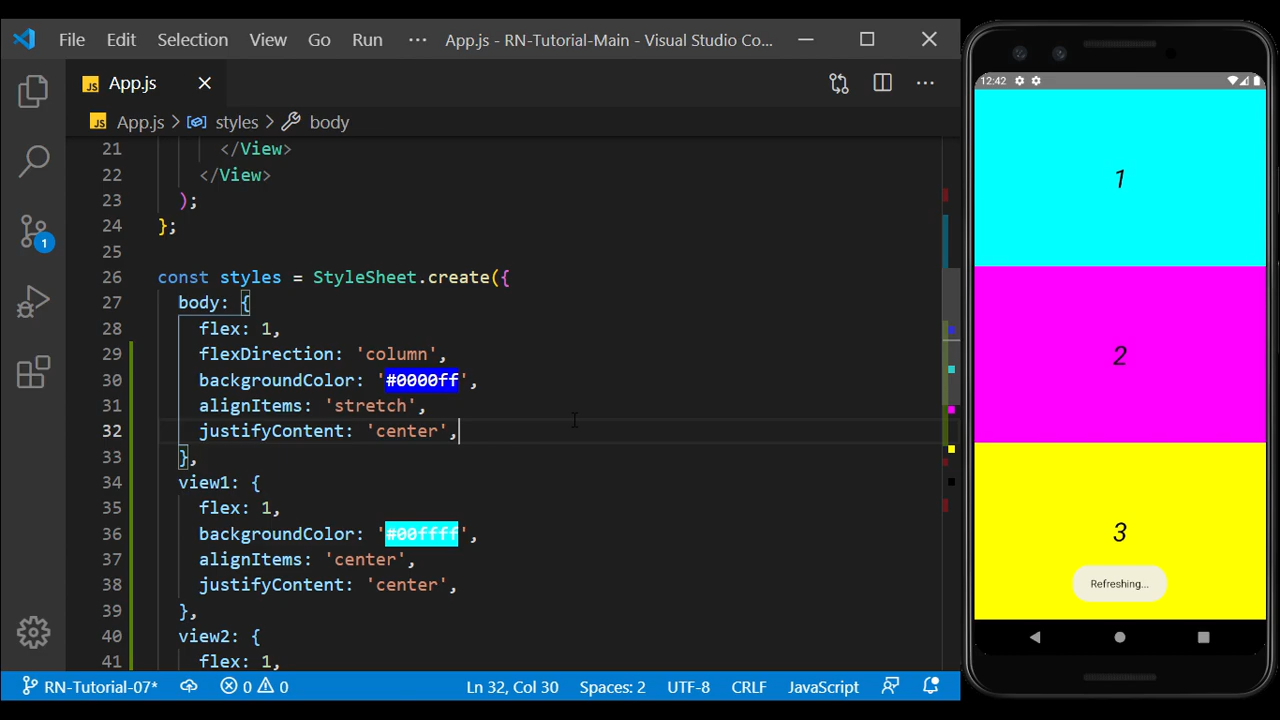 File Edit Selection View Go Run ··· App.js - RN-Tutorial-Main - Visual Studio Co...
JS App.js
JS App.js > styles > body
21 </View>
22 </View>
23 );
24 };
25
26 const styles = StyleSheet.create({
27 body: {
28 flex: 1,
29 flexDirection: 'column',
30 backgroundColor: '#0000ff',
31 alignItems: 'stretch',
32 justifyContent: 'center',
33 },
34 view1: {
35 flex: 1,
36 backgroundColor: '#00ffff',
37 alignItems: 'center',
38 justifyContent: 'center',
39 },
40 view2: {
41 flex: 1,
1
RN-Tutorial-07* 0 0 Ln 32, Col 30 Spaces: 2 UTF-8 CRLF JavaScript
12:42
1
2
3
Refreshing...